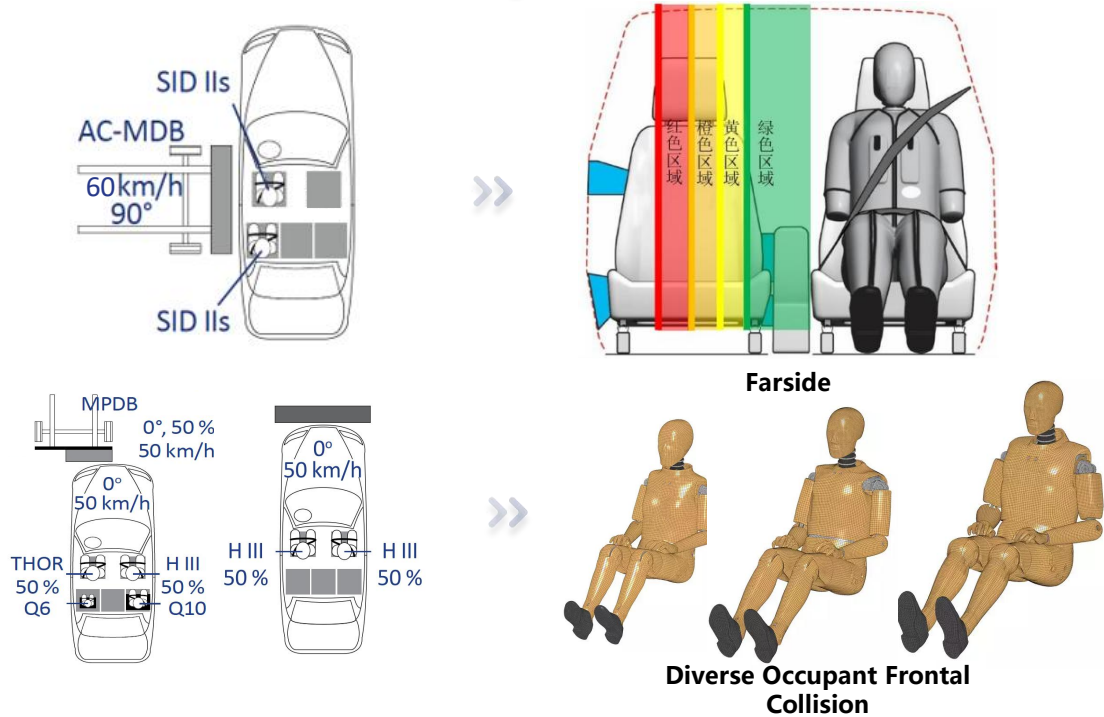 SID IIs
AC-MDB
60 km/h
90°
SID IIs
红色区域
橙色区域
黄色区域
绿色区域
Farside
MPDB
0°, 50 %
50 km/h
0°
50 km/h
THOR
50 %
Q6
H III
50 %
Q10
0°
50 km/h
H III
50 %
H III
50 %
Diverse Occupant Frontal
Collision